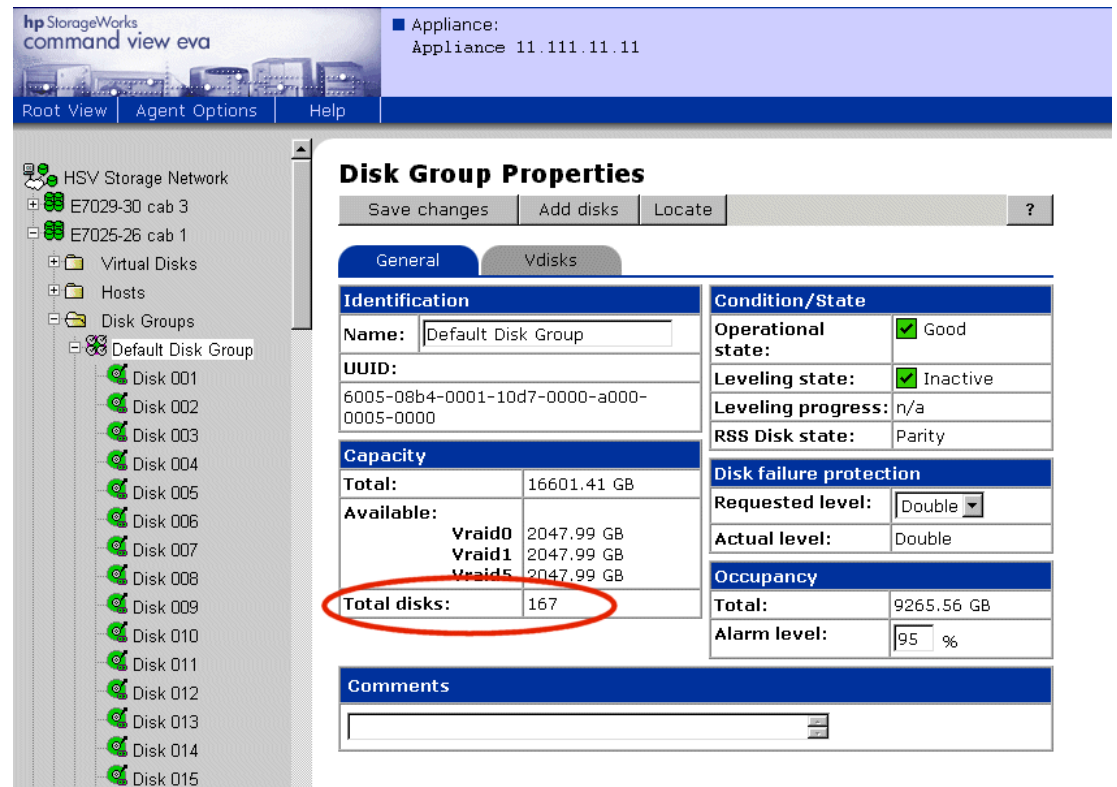 hp StorageWorks
command view eva
Appliance:
Appliance 11.111.11.11
Root View Agent Options Help
HSV Storage Network
E7029-30 cab 3
E7025-26 cab 1
Virtual Disks
Hosts
Disk Groups
Default Disk Group
Disk 001
Disk 002
Disk 003
Disk 004
Disk 005
Disk 006
Disk 007
Disk 008
Disk 009
Disk 010
Disk 011
Disk 012
Disk 013
Disk 014
Disk 015
Disk Group Properties
Save changes Add disks Locate ?
General Vdisks
Identification
Name: Default Disk Group
UUID:
6005-08b4-0001-10d7-0000-a000-
0005-0000
Capacity
Total: 16601.41 GB
Available:
Vraid0 2047.99 GB
Vraid1 2047.99 GB
Vraid5 2047.99 GB
Total disks: 167
Condition/State
Operational
state: Good
Leveling state: Inactive
Leveling progress: n/a
RSS Disk state: Parity
Disk failure protection
Requested level: Double
Actual level: Double
Occupancy
Total: 9265.56 GB
Alarm level: 95 %
Comments